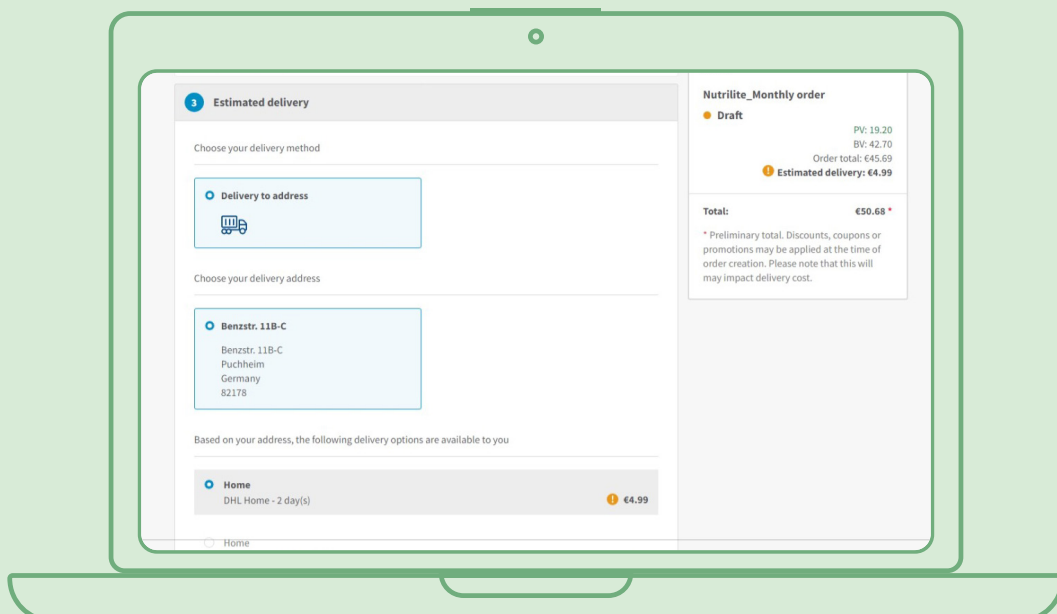 3 Estimated delivery
Choose your delivery method
Delivery to address
Choose your delivery address
Benzstr. 11B-C
Benzstr. 11B-C
Puchheim
Germany
82178
Based on your address, the following delivery options are available to you
Home
DHL Home - 2 day(s)
! €4.99
Home
Nutrilite_Monthly order
Draft
PV: 19.20
BV: 42.70
Order total: €45.69
! Estimated delivery: €4.99
Total: €50.68 *
* Preliminary total. Discounts, coupons or
promotions may be applied at the time of
order creation. Please note that this will
may impact delivery cost.